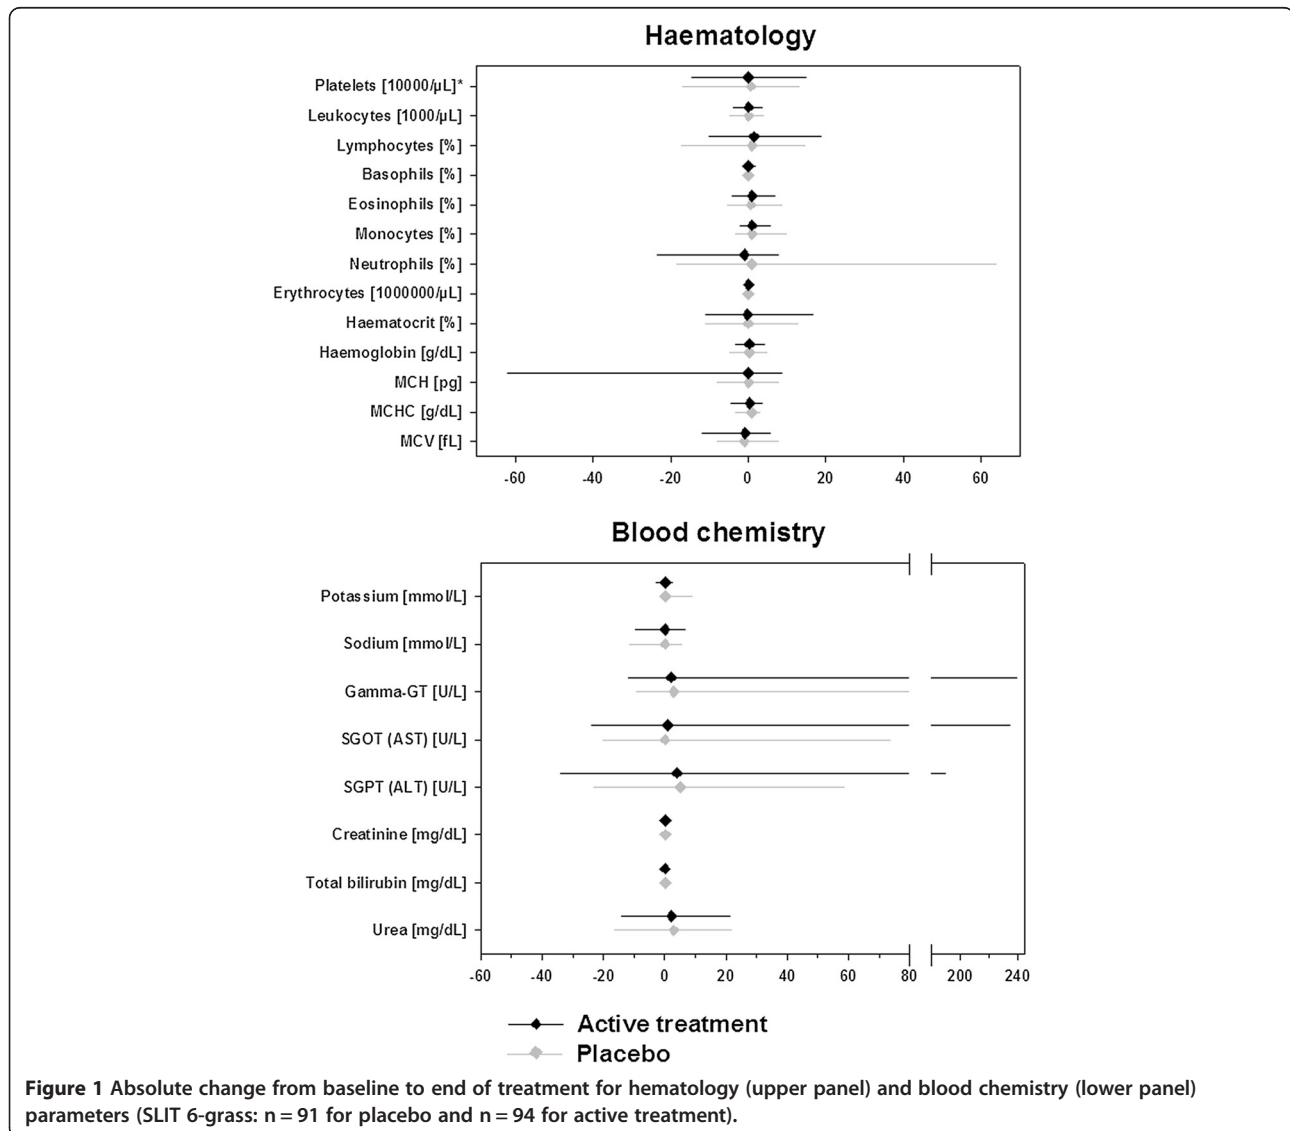 Haematology
Platelets [10000/µL]*
Leukocytes [1000/µL]
Lymphocytes [%]
Basophils [%]
Eosinophils [%]
Monocytes [%]
Neutrophils [%]
Erythrocytes [1000000/µL]
Haematocrit [%]
Haemoglobin [g/dL]
MCH [pg]
MCHC [g/dL]
MCV [fL]
-60 -40 -20 0 20 40 60
Blood chemistry
Potassium [mmol/L]
Sodium [mmol/L]
Gamma-GT [U/L]
SGOT (AST) [U/L]
SGPT (ALT) [U/L]
Creatinine [mg/dL]
Total bilirubin [mg/dL]
Urea [mg/dL]
-60 -40 -20 0 20 40 60 80 200 240
Active treatment
Placebo
Figure 1 Absolute change from baseline to end of treatment for hematology (upper panel) and blood chemistry (lower panel)
parameters (SLIT 6-grass: n = 91 for placebo and n = 94 for active treatment).